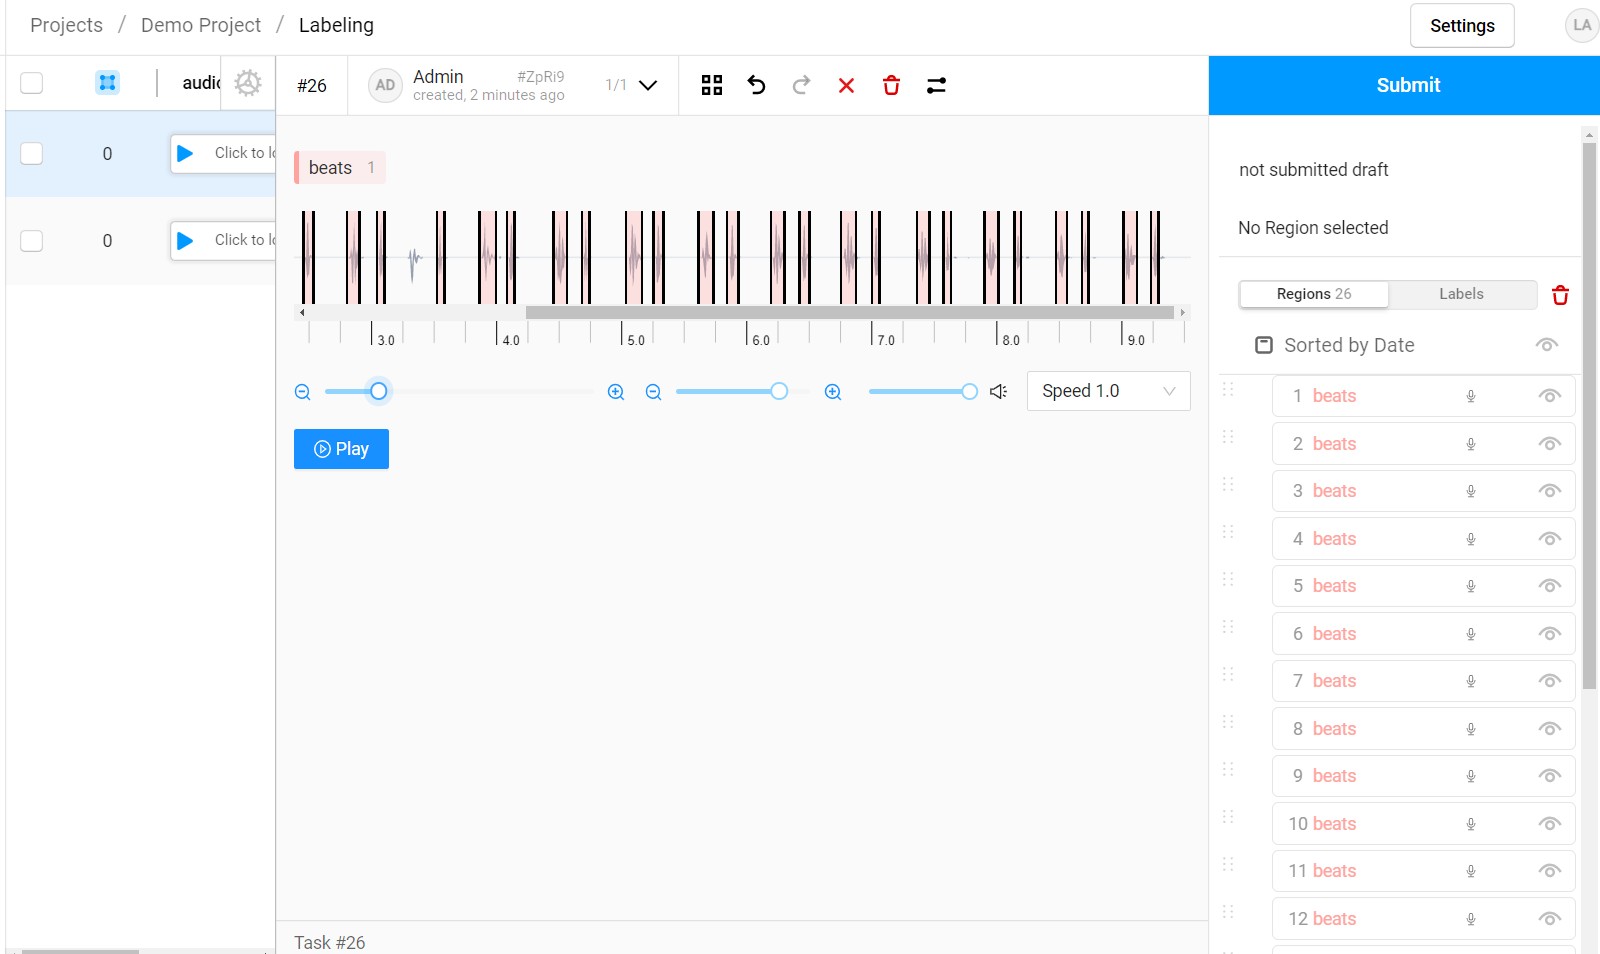 Projects / Demo Project / Labeling
Settings
LA
audio
0
Click to lo
0
Click to lo
#26
AD
Admin
#ZpRi9
created, 2 minutes ago
1/1
Submit
beats 1
3.0 4.0 5.0 6.0 7.0 8.0 9.0
Speed 1.0
Play
Task #26
not submitted draft
No Region selected
Regions 26
Labels
Sorted by Date
1 beats
2 beats
3 beats
4 beats
5 beats
6 beats
7 beats
8 beats
9 beats
10 beats
11 beats
12 beats